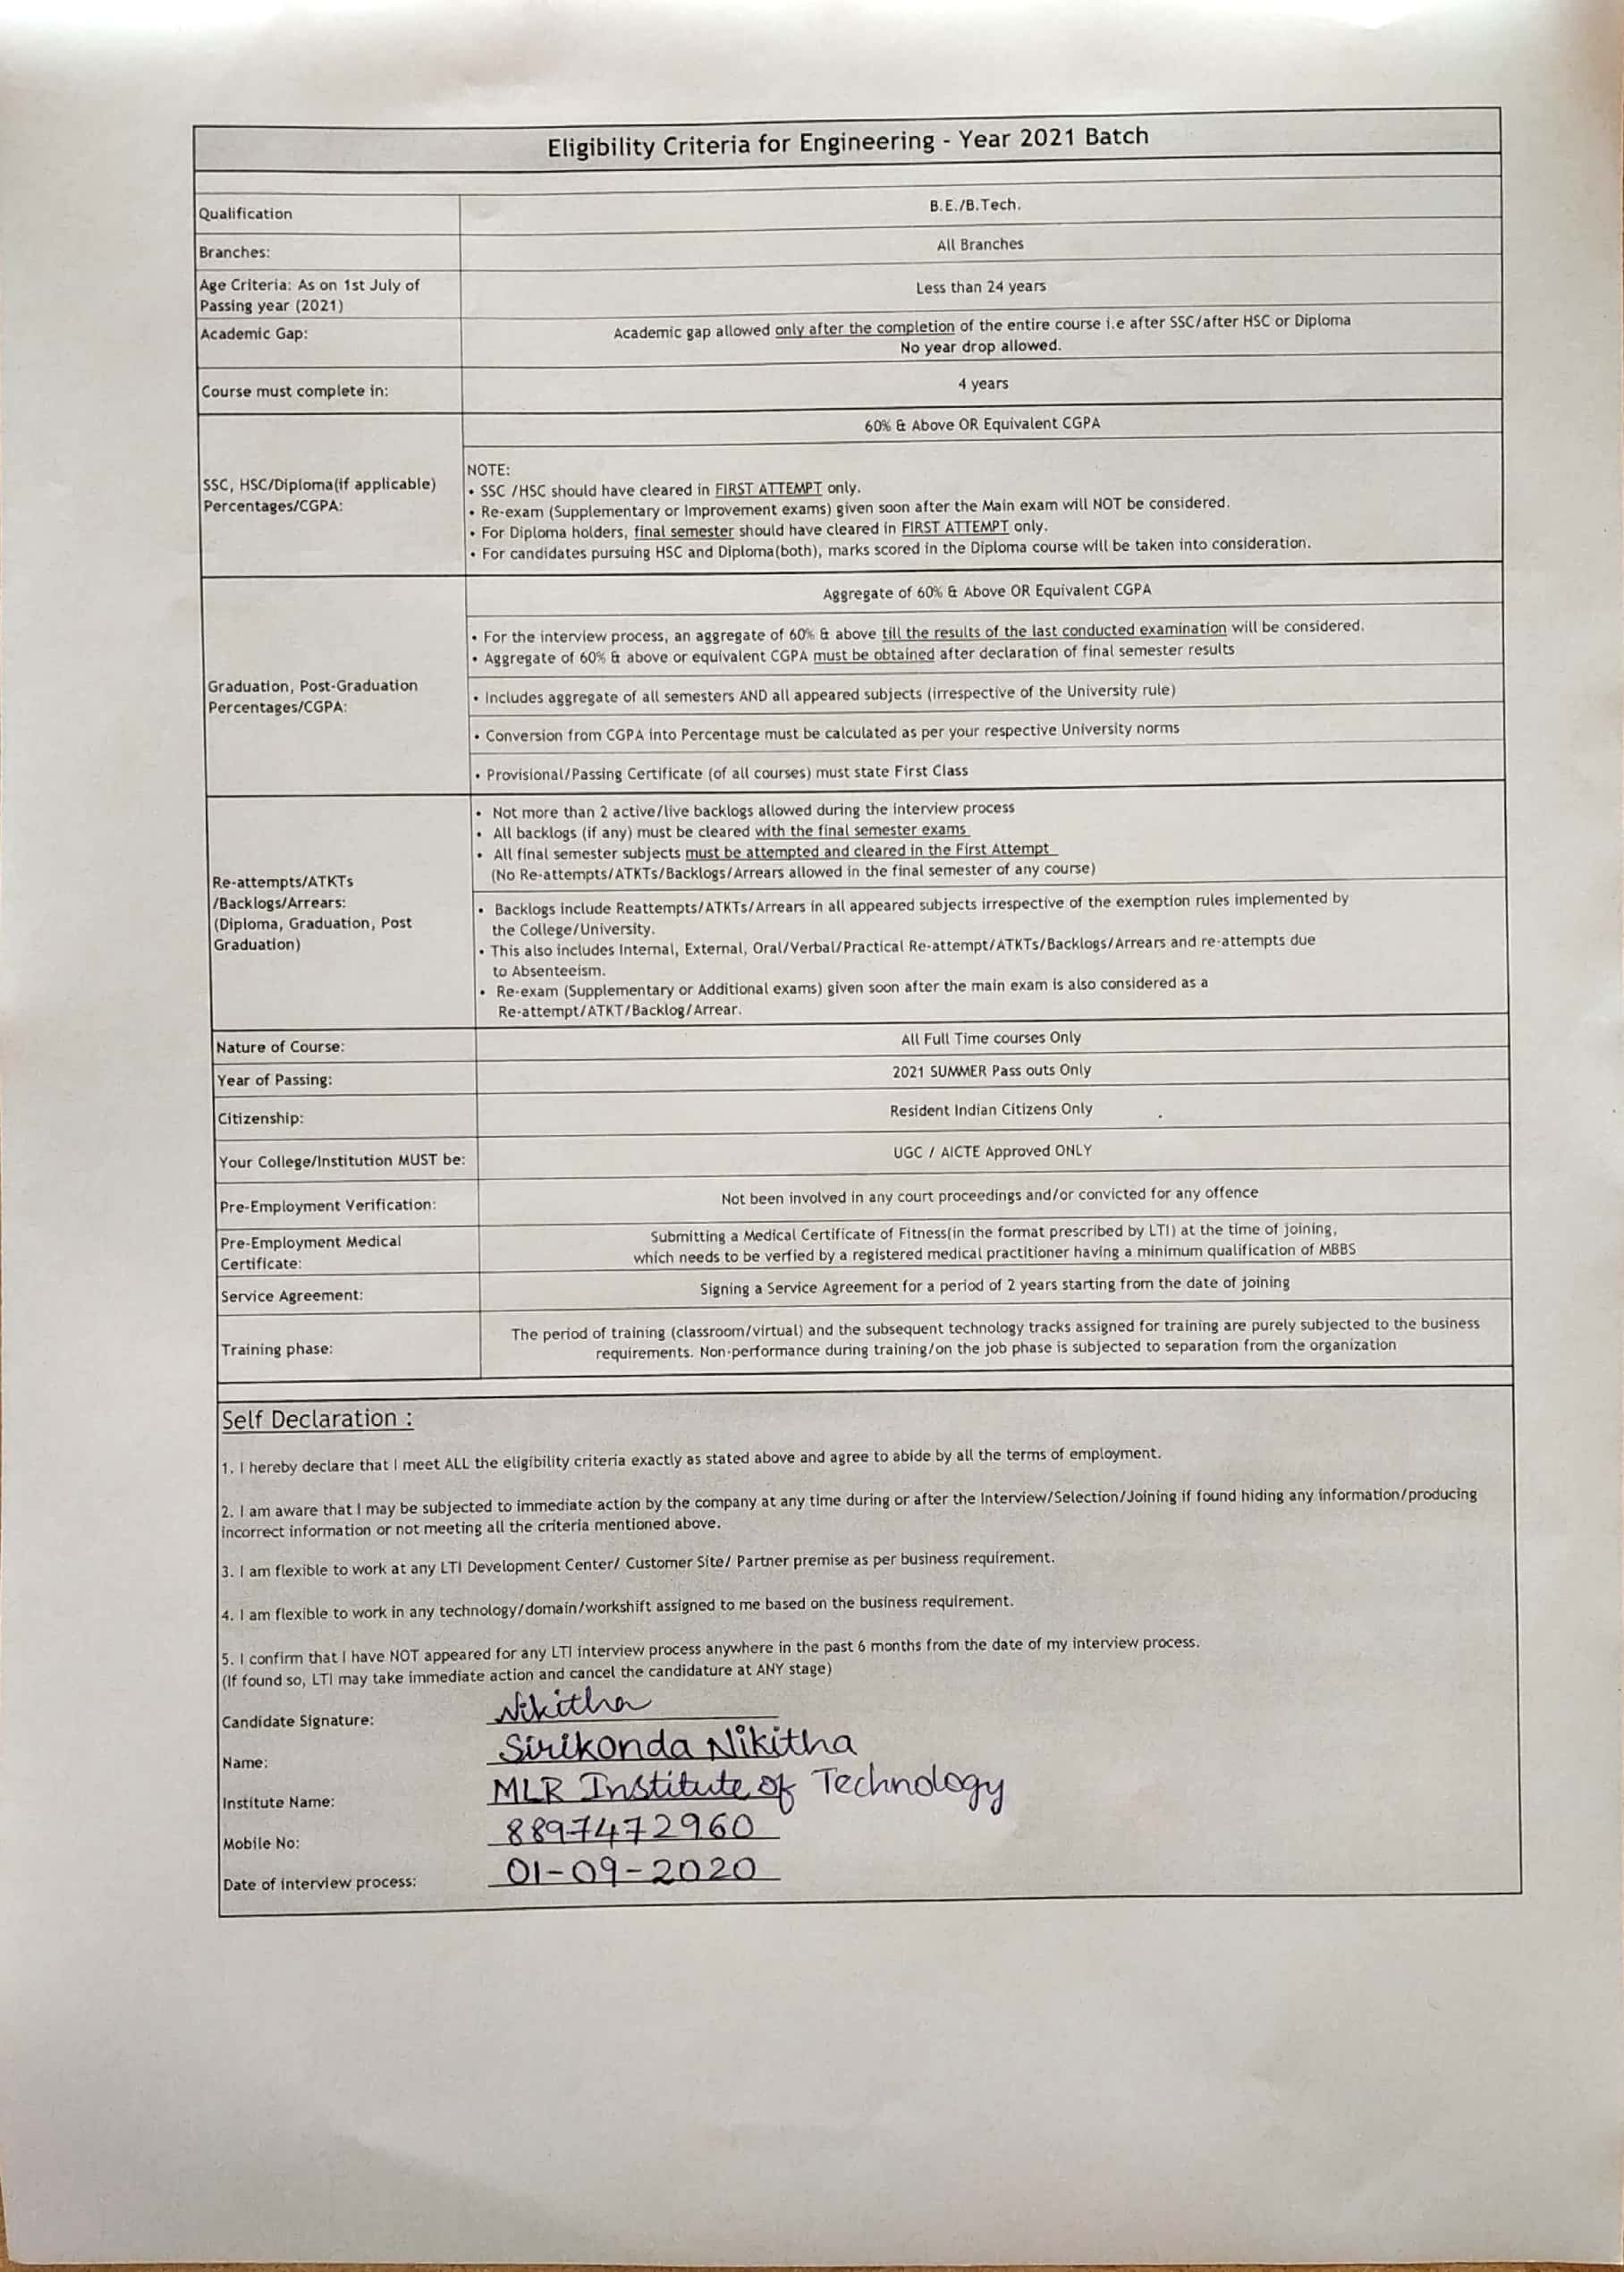 Eligibility Criteria for Engineering - Year 2021 Batch
Qualification
B.E./B.Tech.
Branches:
All Branches
Age Criteria: As on 1st July of
Passing year (2021)
Less than 24 years
Academic Gap:
Academic gap allowed only after the completion of the entire course i.e after SSC/after HSC or Diploma
No year drop allowed.
Course must complete in:
4 years
SSC, HSC/Diploma(if applicable)
Percentages/CGPA:
60% & Above OR Equivalent CGPA
NOTE:
• SSC /HSC should have cleared in FIRST ATTEMPT only.
• Re-exam (Supplementary or Improvement exams) given soon after the Main exam will NOT be considered.
• For Diploma holders, final semester should have cleared in FIRST ATTEMPT only.
• For candidates pursuing HSC and Diploma(both), marks scored in the Diploma course will be taken into consideration.
Graduation, Post-Graduation
Percentages/CGPA:
Aggregate of 60% & Above OR Equivalent CGPA
• For the interview process, an aggregate of 60% & above till the results of the last conducted examination will be considered.
• Aggregate of 60% & above or equivalent CGPA must be obtained after declaration of final semester results
• Includes aggregate of all semesters AND all appeared subjects (irrespective of the University rule)
• Conversion from CGPA into Percentage must be calculated as per your respective University norms
• Provisional/Passing Certificate (of all courses) must state First Class
Re-attempts/ATKTs
/Backlogs/Arrears:
(Diploma, Graduation, Post
Graduation)
• Not more than 2 active/live backlogs allowed during the interview process
• All backlogs (if any) must be cleared with the final semester exams
• All final semester subjects must be attempted and cleared in the First Attempt
(No Re-attempts/ATKTs/Backlogs/Arrears allowed in the final semester of any course)
• Backlogs include Reattempts/ATKTs/Arrears in all appeared subjects irrespective of the exemption rules implemented by
the College/University.
• This also includes Internal, External, Oral/Verbal/Practical Re-attempt/ATKTs/Backlogs/Arrears and re-attempts due
to Absenteeism.
• Re-exam (Supplementary or Additional exams) given soon after the main exam is also considered as a
Re-attempt/ATKT/Backlog/Arrear.
Nature of Course:
All Full Time courses Only
Year of Passing:
2021 SUMMER Pass outs Only
Citizenship:
Resident Indian Citizens Only
Your College/Institution MUST be:
UGC / AICTE Approved ONLY
Pre-Employment Verification:
Not been involved in any court proceedings and/or convicted for any offence
Pre-Employment Medical
Certificate:
Submitting a Medical Certificate of Fitness(in the format prescribed by LTI) at the time of joining,
which needs to be verfied by a registered medical practitioner having a minimum qualification of MBBS
Service Agreement:
Signing a Service Agreement for a period of 2 years starting from the date of joining
Training phase:
The period of training (classroom/virtual) and the subsequent technology tracks assigned for training are purely subjected to the business
requirements. Non-performance during training/on the job phase is subjected to separation from the organization
Self Declaration :
1. I hereby declare that I meet ALL the eligibility criteria exactly as stated above and agree to abide by all the terms of employment.
2. I am aware that I may be subjected to immediate action by the company at any time during or after the Interview/Selection/Joining if found hiding any information/producing
incorrect information or not meeting all the criteria mentioned above.
3. I am flexible to work at any LTI Development Center/ Customer Site/ Partner premise as per business requirement.
4. I am flexible to work in any technology/domain/workshift assigned to me based on the business requirement.
5. I confirm that I have NOT appeared for any LTI interview process anywhere in the past 6 months from the date of my interview process.
(If found so, LTI may take immediate action and cancel the candidature at ANY stage)
Candidate Signature: Nikitha
Name: Sirikonda Nikitha
Institute Name: MLR Institute of Technology
Mobile No: 8897472960
Date of interview process: 01-09-2020